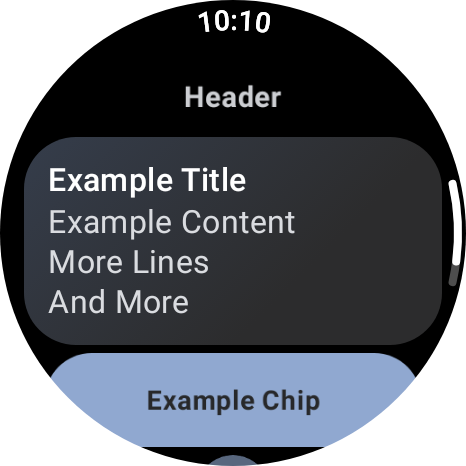 10:10
Header
Example Title
Example Content
More Lines
And More
Example Chip